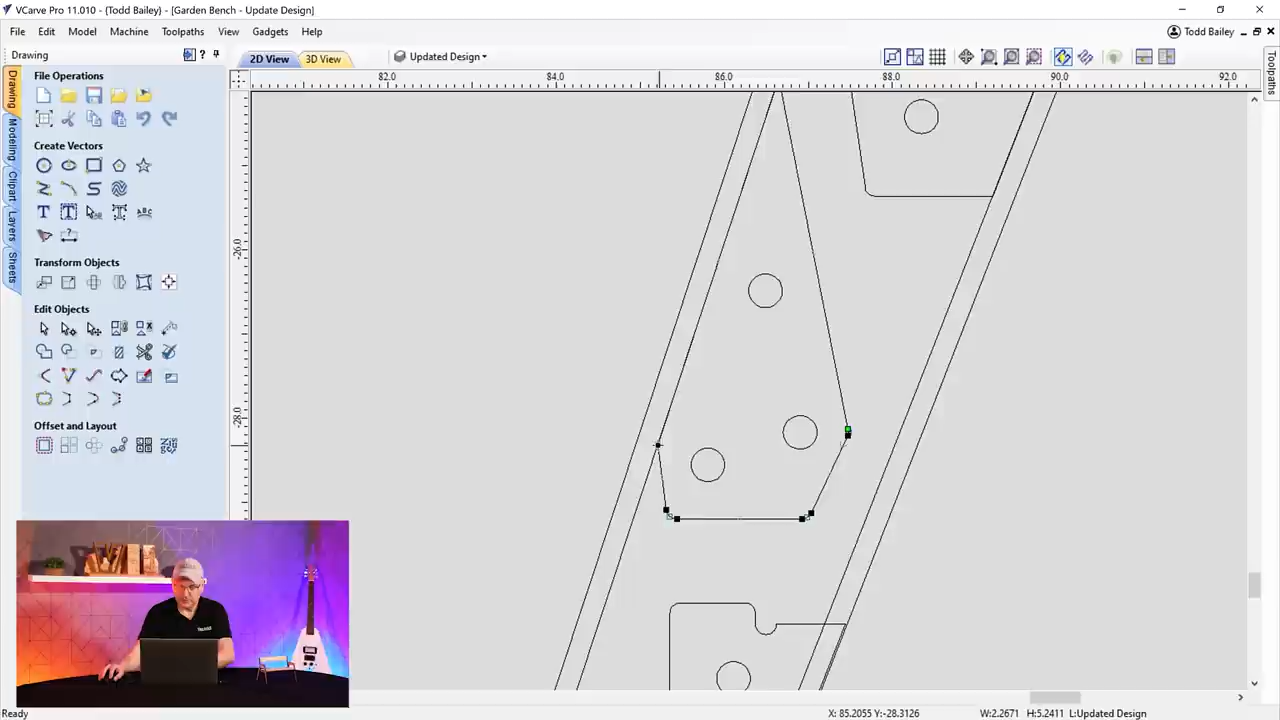 VCarve Pro 11.010 - {Todd Bailey} - [Garden Bench - Update Design]
File Edit Model Machine Toolpaths View Gadgets Help
Todd Bailey
Drawing
2D View 3D View Updated Design
82.0 84.0 86.0 88.0 90.0 92.0
Drawing
Modeling
Clipart
Layers
Sheets
File Operations
Create Vectors
Transform Objects
Edit Objects
Offset and Layout
-26.0
-28.0
Toolpaths
Ready
X: 85.2055 Y:-28.3126
W:2.2671 H:5.2411 L:Updated Design